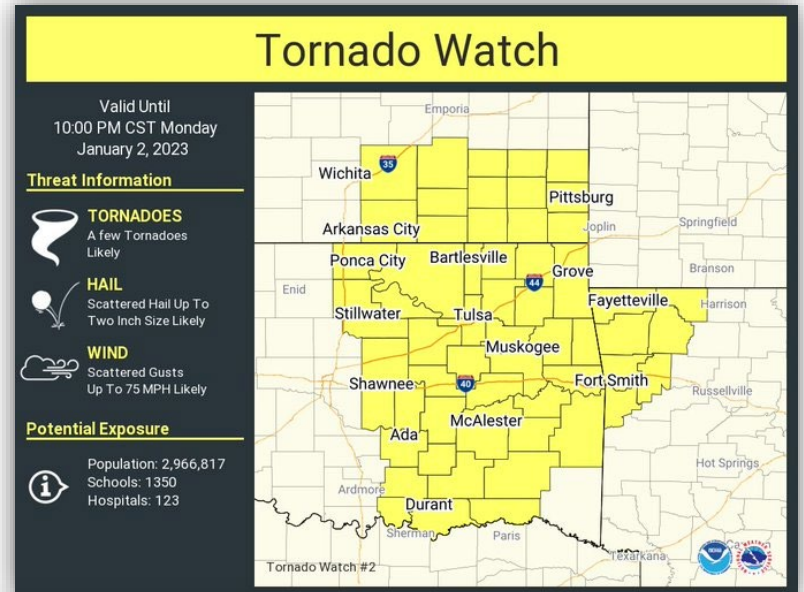 Tornado Watch
Valid Until
10:00 PM CST Monday
January 2, 2023
Threat Information
TORNADOES
A few Tornadoes
Likely
HAIL
Scattered Hail Up To
Two Inch Size Likely
WIND
Scattered Gusts
Up To 75 MPH Likely
Potential Exposure
Population: 2,966,817
Schools: 1350
Hospitals: 123
Emporia
35
Wichita
Pittsburg
Arkansas City
Joplin
Springfield
Ponca City
Bartlesville
Grove
Branson
Enid
44
Fayetteville
Harrison
Stillwater
Tulsa
Muskogee
Shawnee
40
Fort Smith
Russellville
Ada
McAlester
Hot Springs
Ardmore
Durant
Sherman
Paris
Texarkana
Tornado Watch #2
NOAA